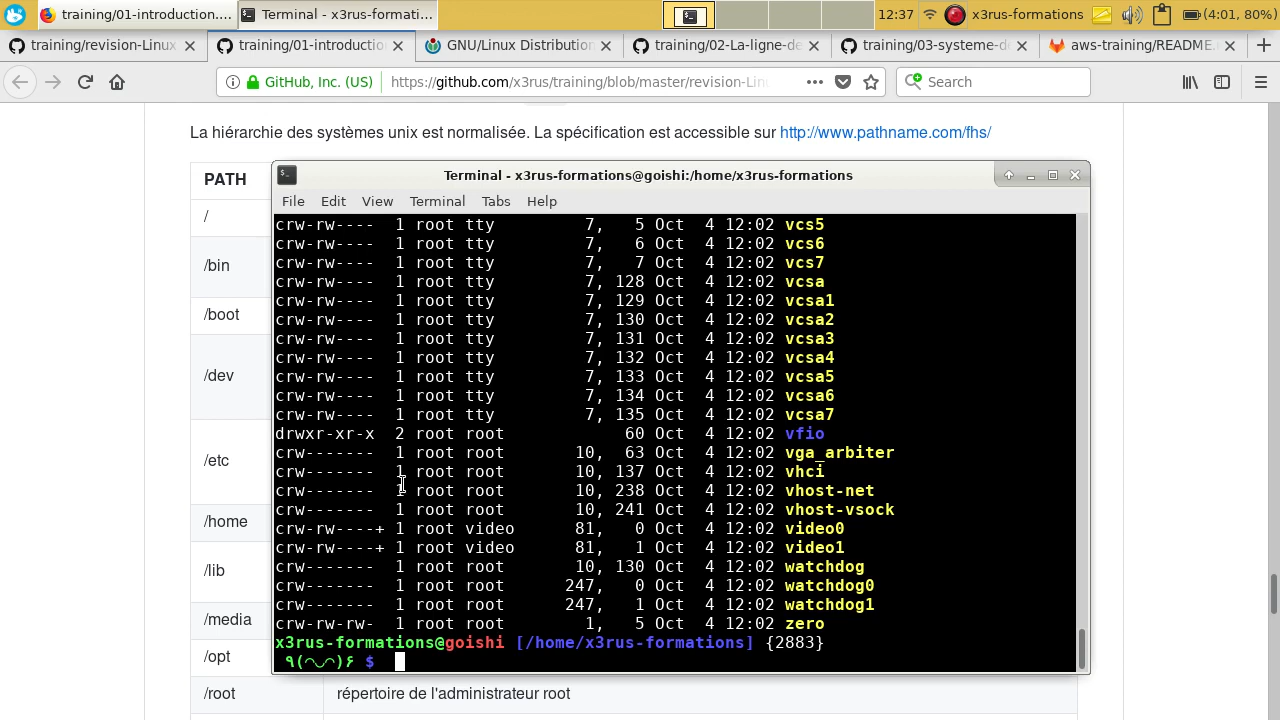 training/01-introduction.... Terminal - x3rus-formati... 12:37 x3rus-formations (4:01, 80%)
training/revision-Linux training/01-introductio GNU/Linux Distribution training/02-La-ligne-de training/03-systeme-d aws-training/README.
GitHub, Inc. (US) https://github.com/x3rus/training/blob/master/revision-Lin Search
La hiérarchie des systèmes unix est normalisée. La spécification est accessible sur http://www.pathname.com/fhs/
PATH
/
/bin
/boot
/dev
/etc
/home
/lib
/media
/opt
/root répertoire de l'administrateur root
Terminal - x3rus-formations@goishi:/home/x3rus-formations
File Edit View Terminal Tabs Help
crw-rw---- 1 root tty 7, 5 Oct 4 12:02 vcs5
crw-rw---- 1 root tty 7, 6 Oct 4 12:02 vcs6
crw-rw---- 1 root tty 7, 7 Oct 4 12:02 vcs7
crw-rw---- 1 root tty 7, 128 Oct 4 12:02 vcsa
crw-rw---- 1 root tty 7, 129 Oct 4 12:02 vcsa1
crw-rw---- 1 root tty 7, 130 Oct 4 12:02 vcsa2
crw-rw---- 1 root tty 7, 131 Oct 4 12:02 vcsa3
crw-rw---- 1 root tty 7, 132 Oct 4 12:02 vcsa4
crw-rw---- 1 root tty 7, 133 Oct 4 12:02 vcsa5
crw-rw---- 1 root tty 7, 134 Oct 4 12:02 vcsa6
crw-rw---- 1 root tty 7, 135 Oct 4 12:02 vcsa7
drwxr-xr-x 2 root root 60 Oct 4 12:02 vfio
crw------- 1 root root 10, 63 Oct 4 12:02 vga_arbiter
crw------- 1 root root 10, 137 Oct 4 12:02 vhci
crw------- 1 root root 10, 238 Oct 4 12:02 vhost-net
crw------- 1 root root 10, 241 Oct 4 12:02 vhost-vsock
crw-rw----+ 1 root video 81, 0 Oct 4 12:02 video0
crw-rw----+ 1 root video 81, 1 Oct 4 12:02 video1
crw------- 1 root root 10, 130 Oct 4 12:02 watchdog
crw------- 1 root root 247, 0 Oct 4 12:02 watchdog0
crw------- 1 root root 247, 1 Oct 4 12:02 watchdog1
crw-rw-rw- 1 root root 1, 5 Oct 4 12:02 zero
x3rus-formations@goishi [/home/x3rus-formations] {2883}
٩(◠◡◠)۶ $